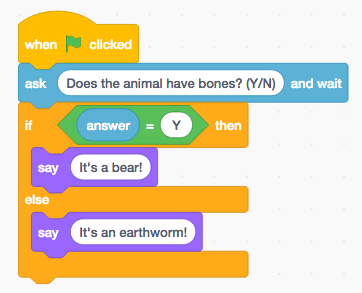 when clicked
ask Does the animal have bones? (Y/N) and wait
if answer = Y then
say It's a bear!
else
say It's an earthworm!